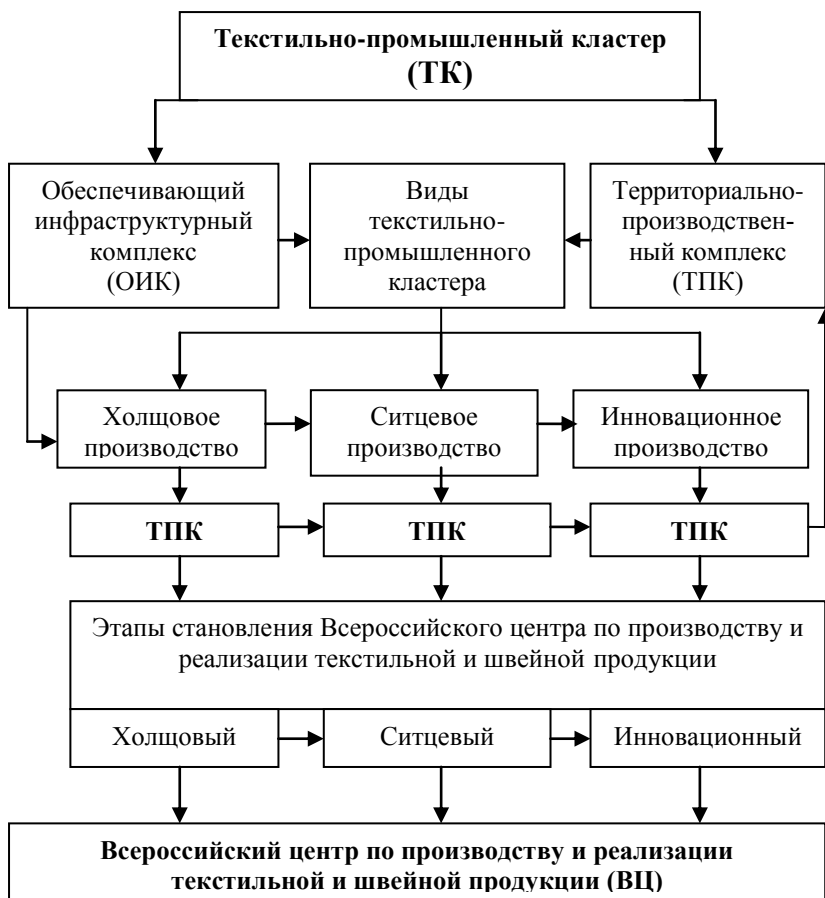 Текстильно-промышленный кластер
(ТК)
Обеспечивающий
инфраструктурный
комплекс
(ОИК)
Виды
текстильно-
промышленного
кластера
Территориально-
производствен-
ный комплекс
(ТПК)
Холщовое
производство
Ситцевое
производство
Инновационное
производство
ТПК
ТПК
ТПК
Этапы становления Всероссийского центра по производству и
реализации текстильной и швейной продукции
Холщовый
Ситцевый
Инновационный
Всероссийский центр по производству и реализации
текстильной и швейной продукции (ВЦ)